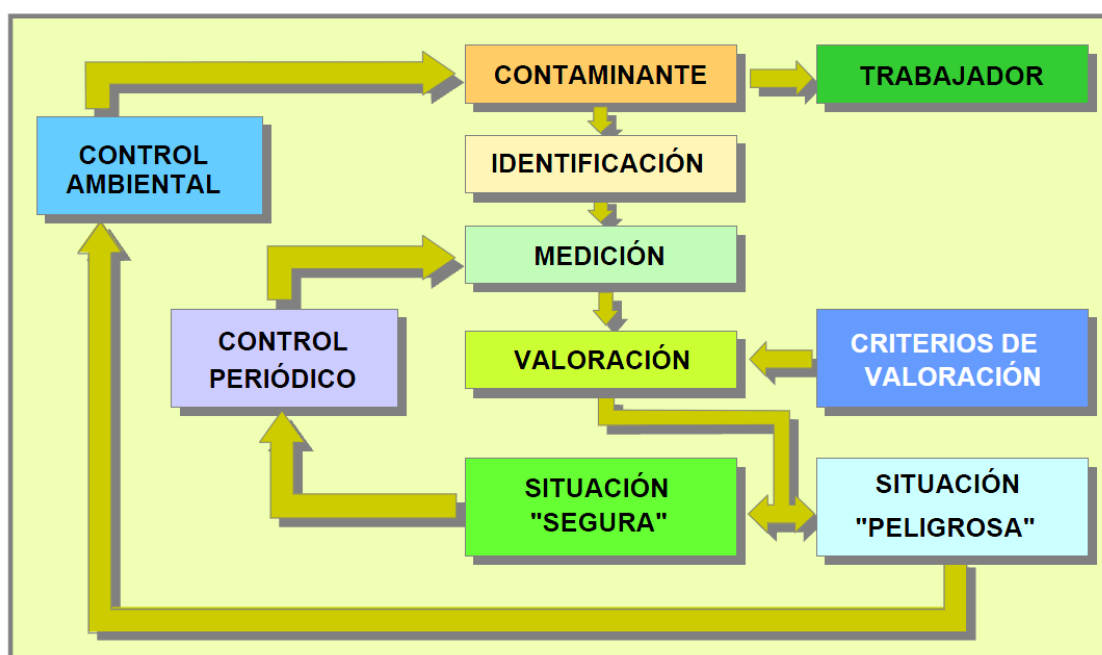 CONTAMINANTE
TRABAJADOR
CONTROL
AMBIENTAL
IDENTIFICACIÓN
MEDICIÓN
CONTROL
PERIÓDICO
VALORACIÓN
CRITERIOS DE
VALORACIÓN
SITUACIÓN
"SEGURA"
SITUACIÓN
"PELIGROSA"